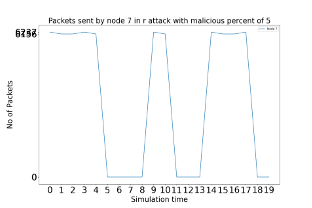 Packets sent by node 7 in r attack with malicious percent of 5
Node 7
No of Packets
0
0 1 2 3 4 5 6 7 8 9 10 11 12 13 14 15 16 17 18 19
Simulation time